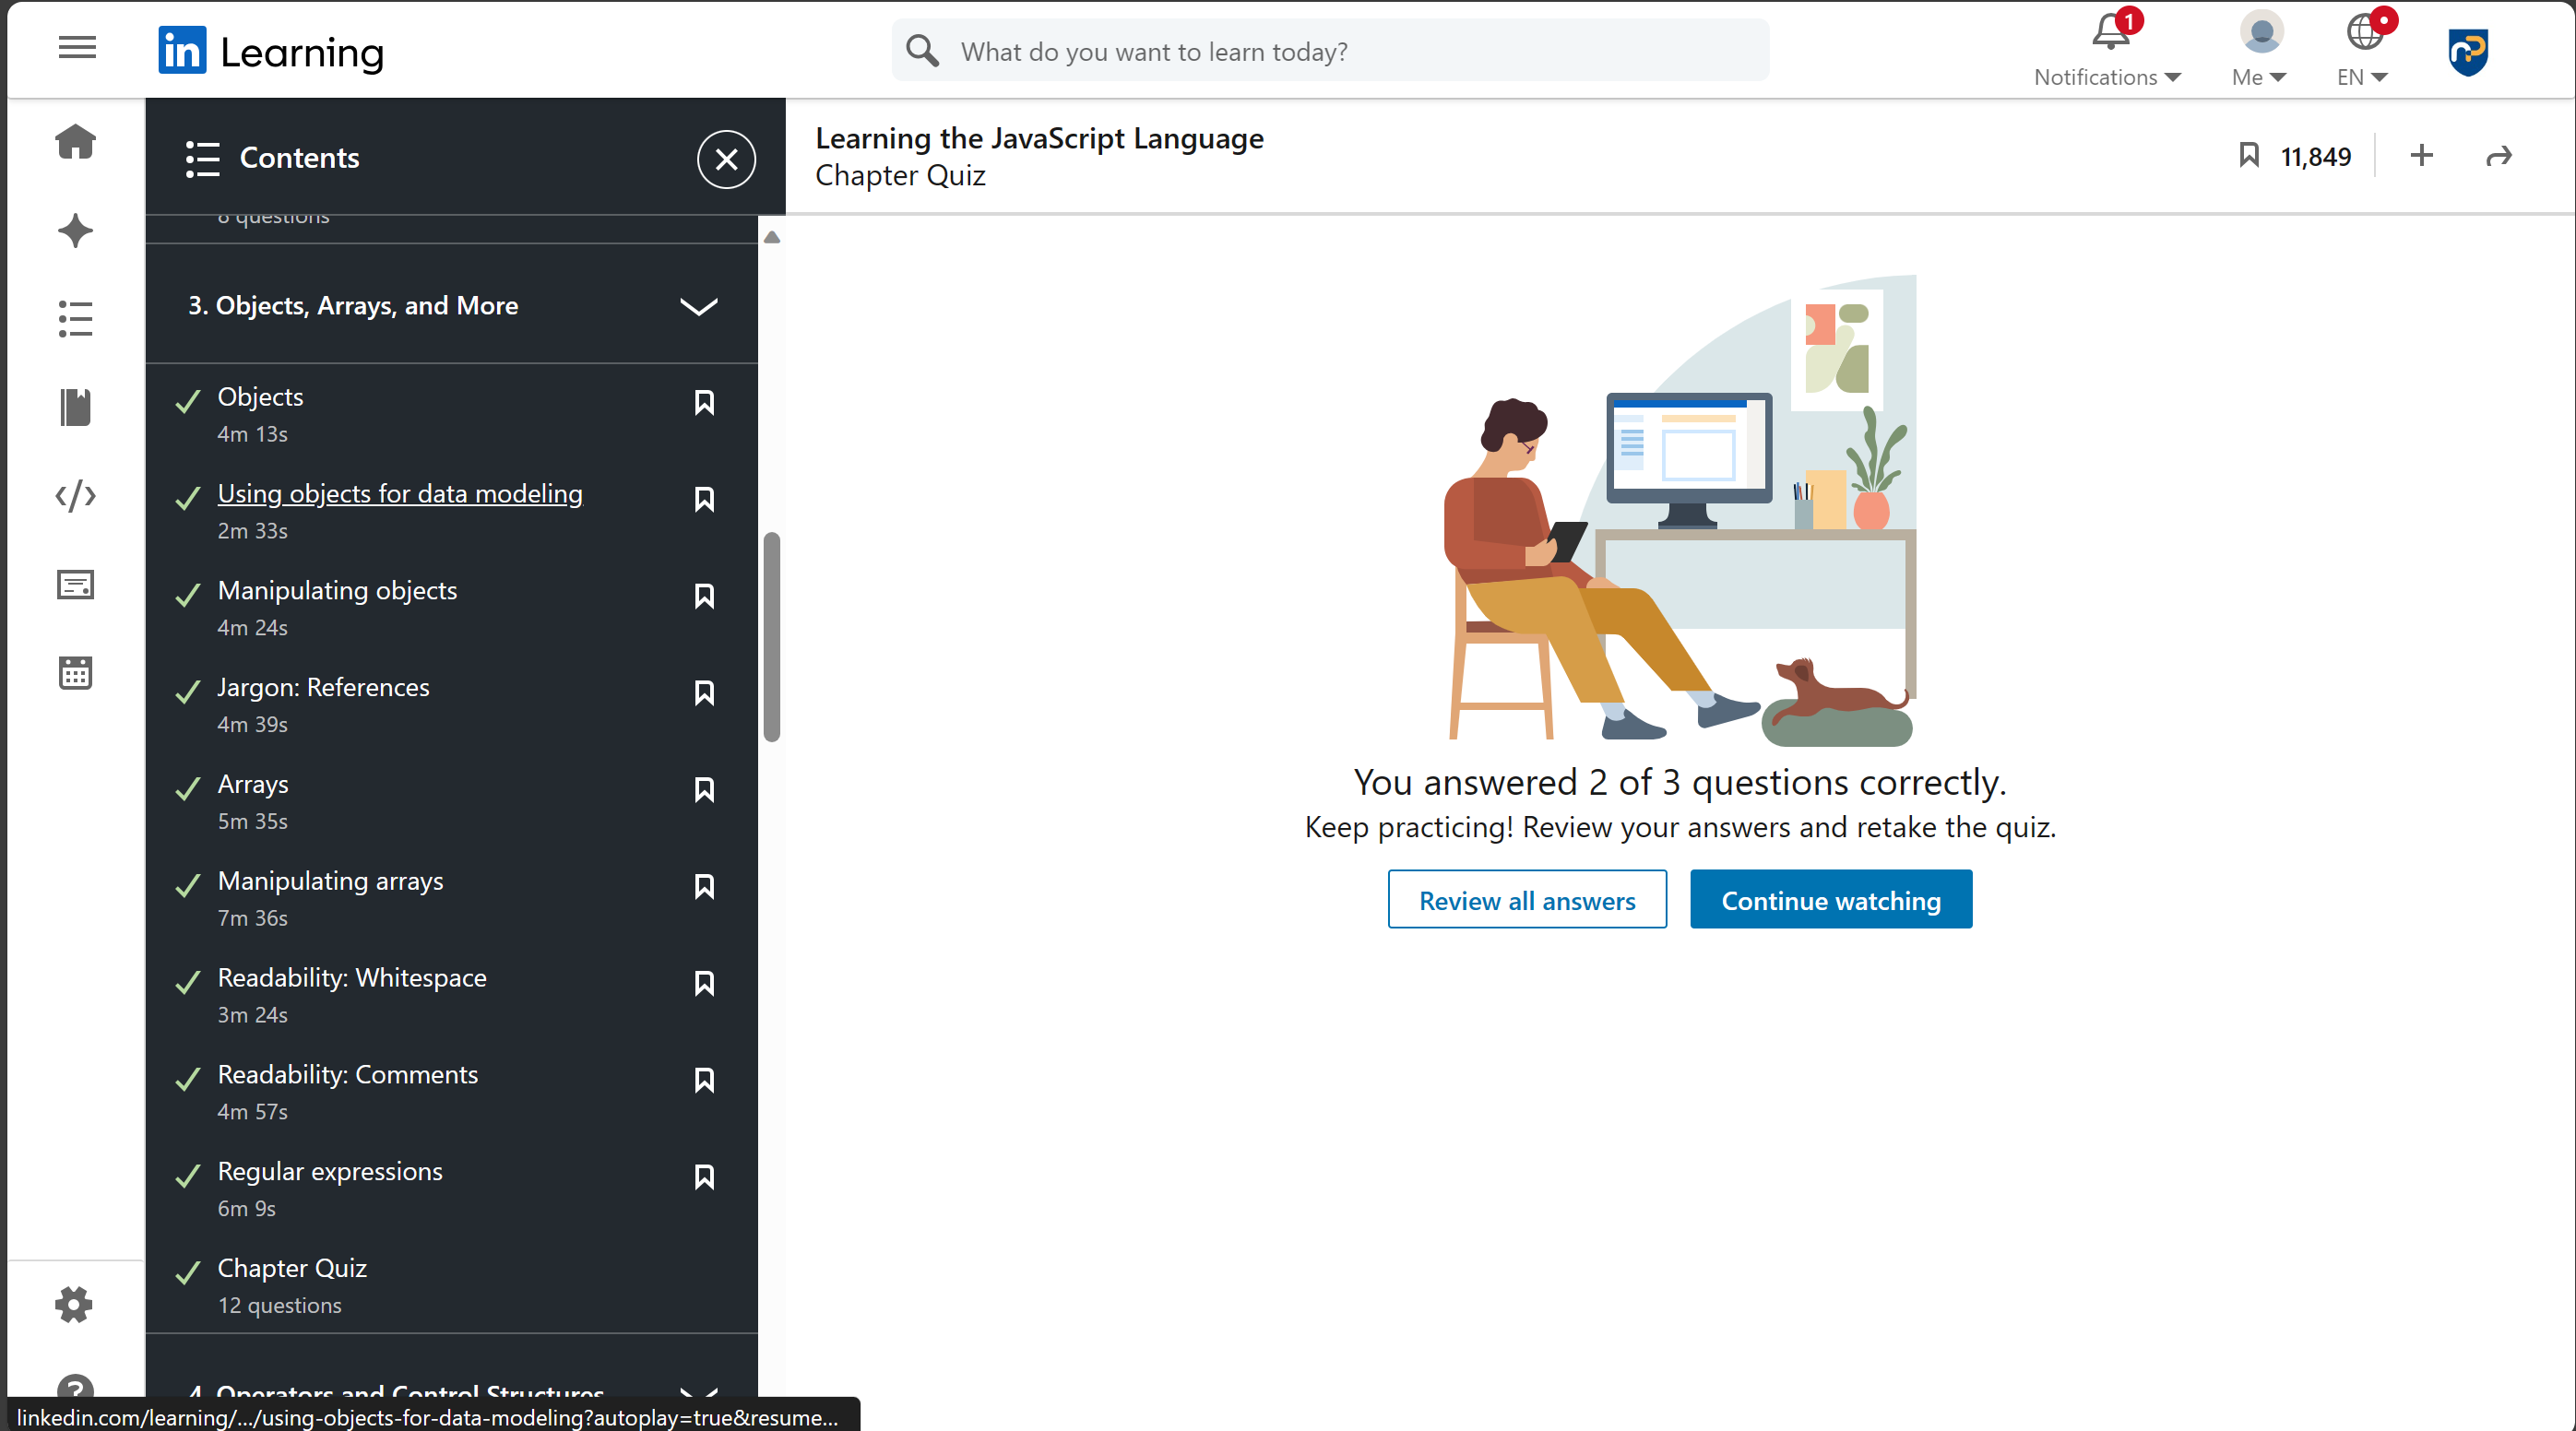 in Learning
What do you want to learn today?
1
Notifications
Me
EN
Contents
Learning the JavaScript Language
Chapter Quiz
11,849
8 questions
3. Objects, Arrays, and More
Objects
4m 13s
Using objects for data modeling
2m 33s
Manipulating objects
4m 24s
Jargon: References
4m 39s
Arrays
5m 35s
Manipulating arrays
7m 36s
Readability: Whitespace
3m 24s
Readability: Comments
4m 57s
Regular expressions
6m 9s
Chapter Quiz
12 questions
4. Operators and Control Structures
You answered 2 of 3 questions correctly.
Keep practicing! Review your answers and retake the quiz.
Review all answers
Continue watching
linkedin.com/learning/.../using-objects-for-data-modeling?autoplay=true&resume...